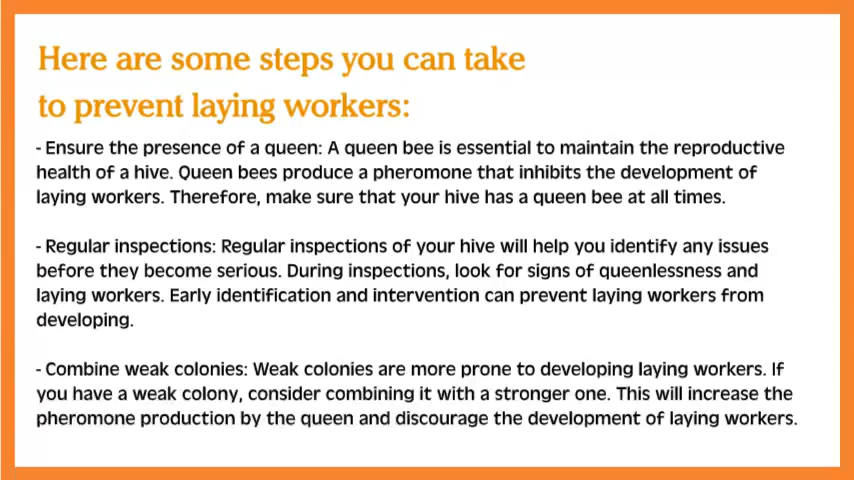 Here are some steps you can take
to prevent laying workers:
- Ensure the presence of a queen: A queen bee is essential to maintain the reproductive
health of a hive. Queen bees produce a pheromone that inhibits the development of
laying workers. Therefore, make sure that your hive has a queen bee at all times.
- Regular inspections: Regular inspections of your hive will help you identify any issues
before they become serious. During inspections, look for signs of queenlessness and
laying workers. Early identification and intervention can prevent laying workers from
developing.
- Combine weak colonies: Weak colonies are more prone to developing laying workers. If
you have a weak colony, consider combining it with a stronger one. This will increase the
pheromone production by the queen and discourage the development of laying workers.